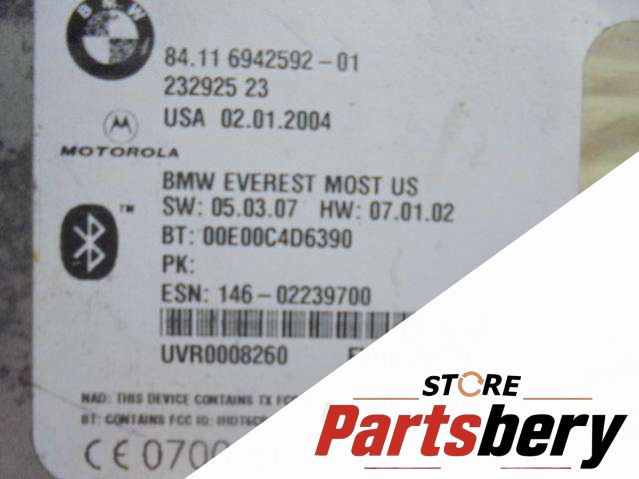 BMW
84.11 6942592-01
232925 23
USA 02.01.2004
MOTOROLA
BMW EVEREST MOST US
SW: 05.03.07 HW: 07.01.02
BT: 00E00C4D6390
PK:
ESN: 146-02239700
UVR0008260
NAD: THIS DEVICE CONTAINS TX FCC
BT: CONTAINS FCC ID:
CE 0700
STORE
Partsbery